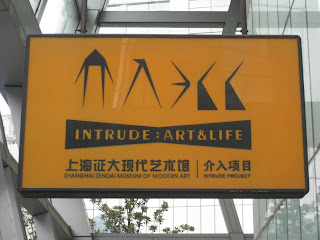 INTRUDE : ART&LIFE
上海证大现代艺术馆 | 介入项目
SHANGHAI ZENDAI MUSEUM OF MODERN ART | INTRUDE PROJECT